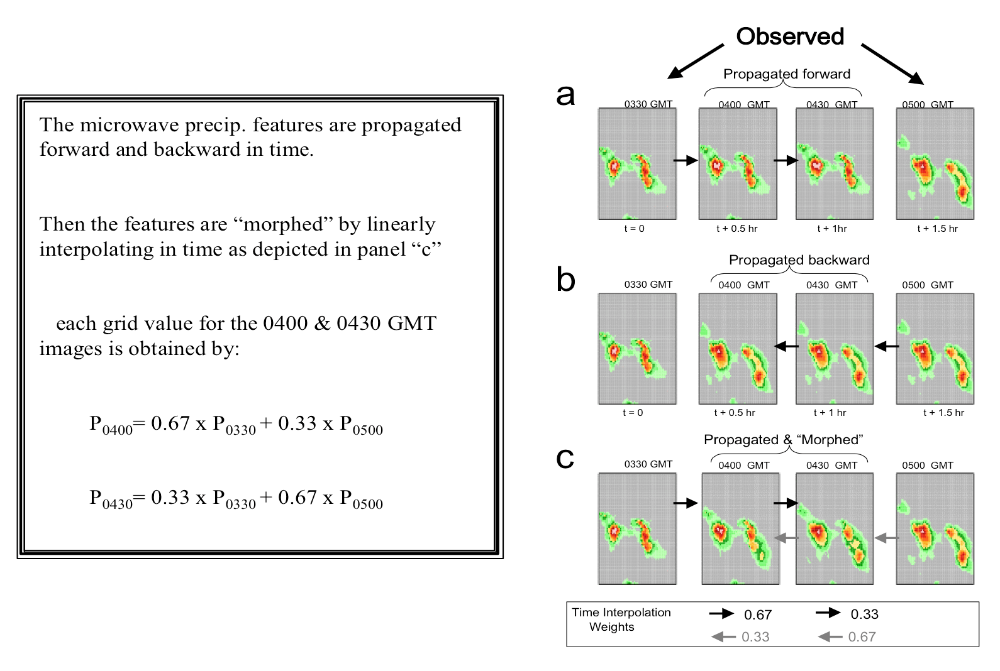 The microwave precip. features are propagated
forward and backward in time.
Then the features are “morphed” by linearly
interpolating in time as depicted in panel “c”
each grid value for the 0400 & 0430 GMT
images is obtained by:
P0400= 0.67 x P0330 + 0.33 x P0500
P0430= 0.33 x P0330 + 0.67 x P0500
Observed
a
Propagated forward
0330 GMT 0400 GMT 0430 GMT 0500 GMT
t = 0 t + 0.5 hr t + 1hr t + 1.5 hr
b
Propagated backward
0330 GMT 0400 GMT 0430 GMT 0500 GMT
t = 0 t + 0.5 hr t + 1 hr t + 1.5 hr
c
Propagated & “Morphed”
0330 GMT 0400 GMT 0430 GMT 0500 GMT
Time Interpolation
Weights
0.67 0.33
0.33 0.67